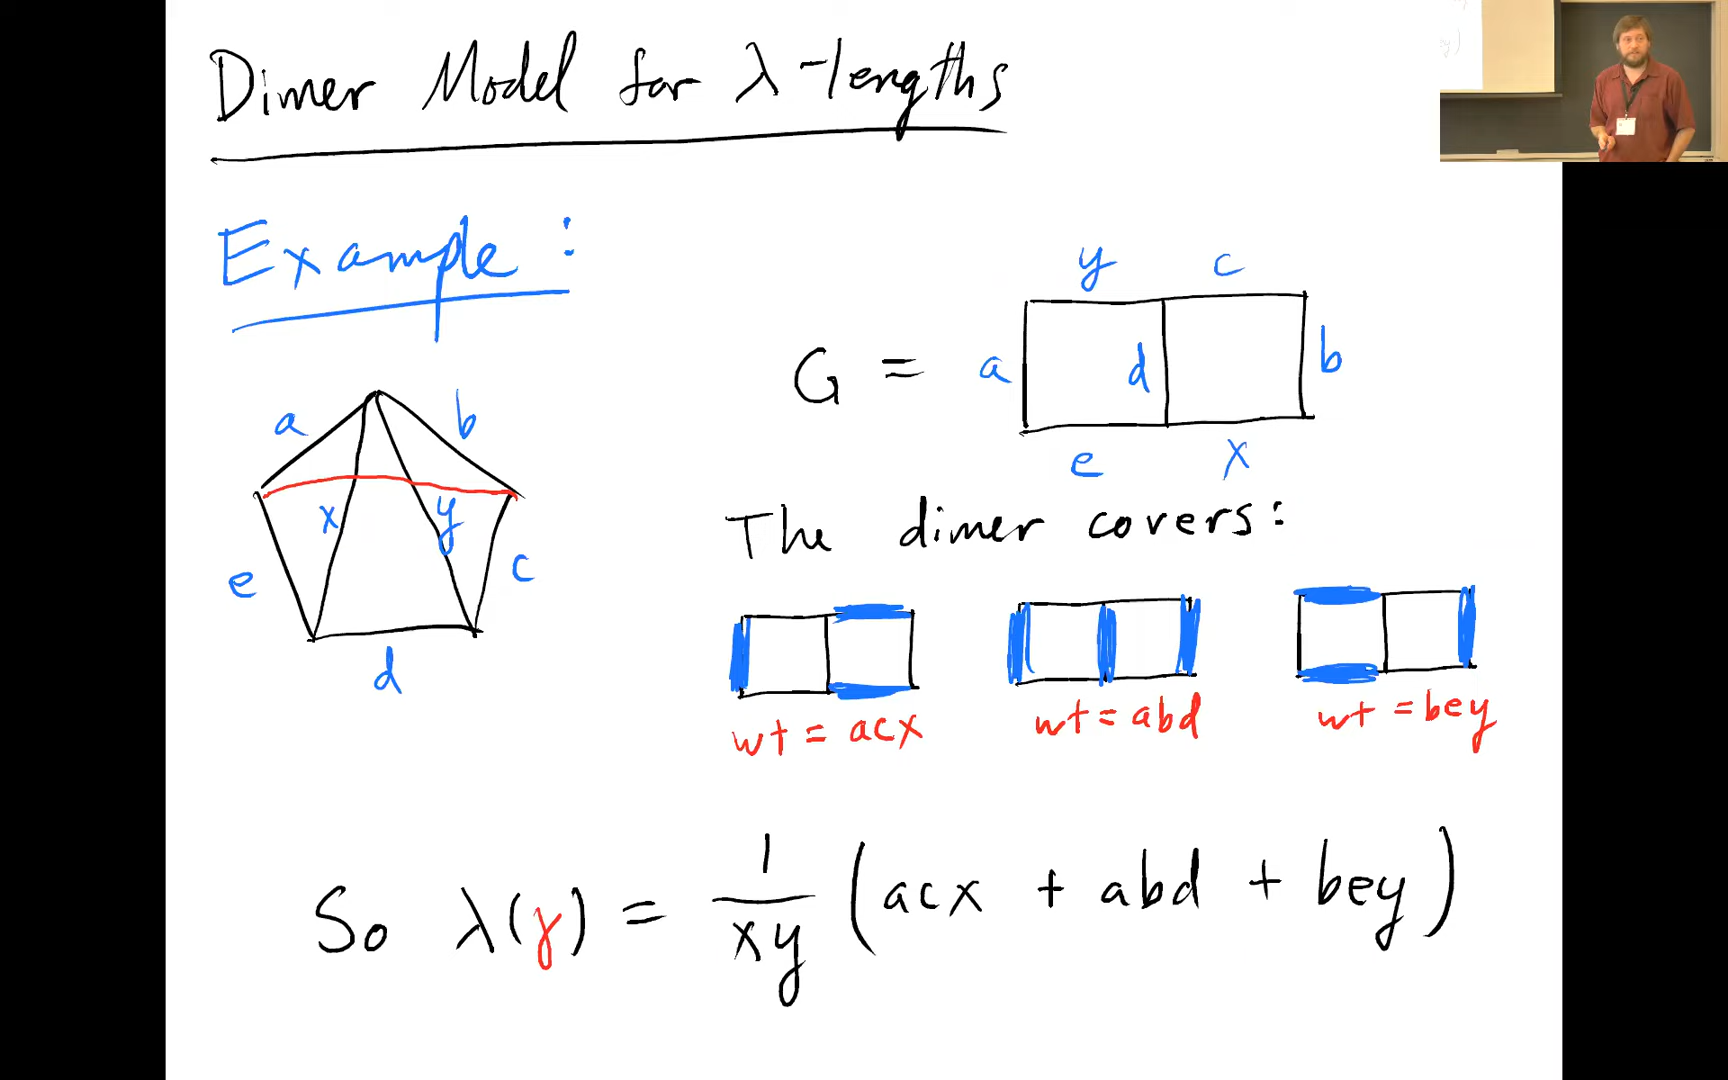 Dimer Model for λ-lengths
Example:
y c
G = a d b
e x
a b
x y
e c
d
The dimer covers:
wt = acx wt = abd wt = bey
So λ(γ) = 1/xy (acx + abd + bey)